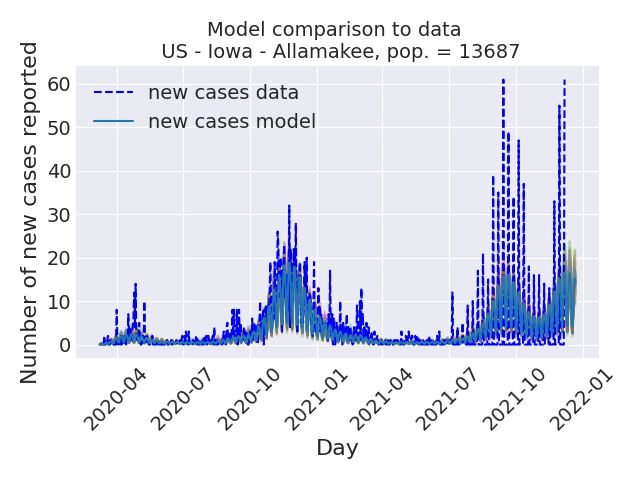 Model comparison to data
US - Iowa - Allamakee, pop. = 13687
Number of new cases reported
60
50
40
30
20
10
0
new cases data
new cases model
2020-04
2020-07
2020-10
2021-01
2021-04
2021-07
2021-10
2022-01
Day